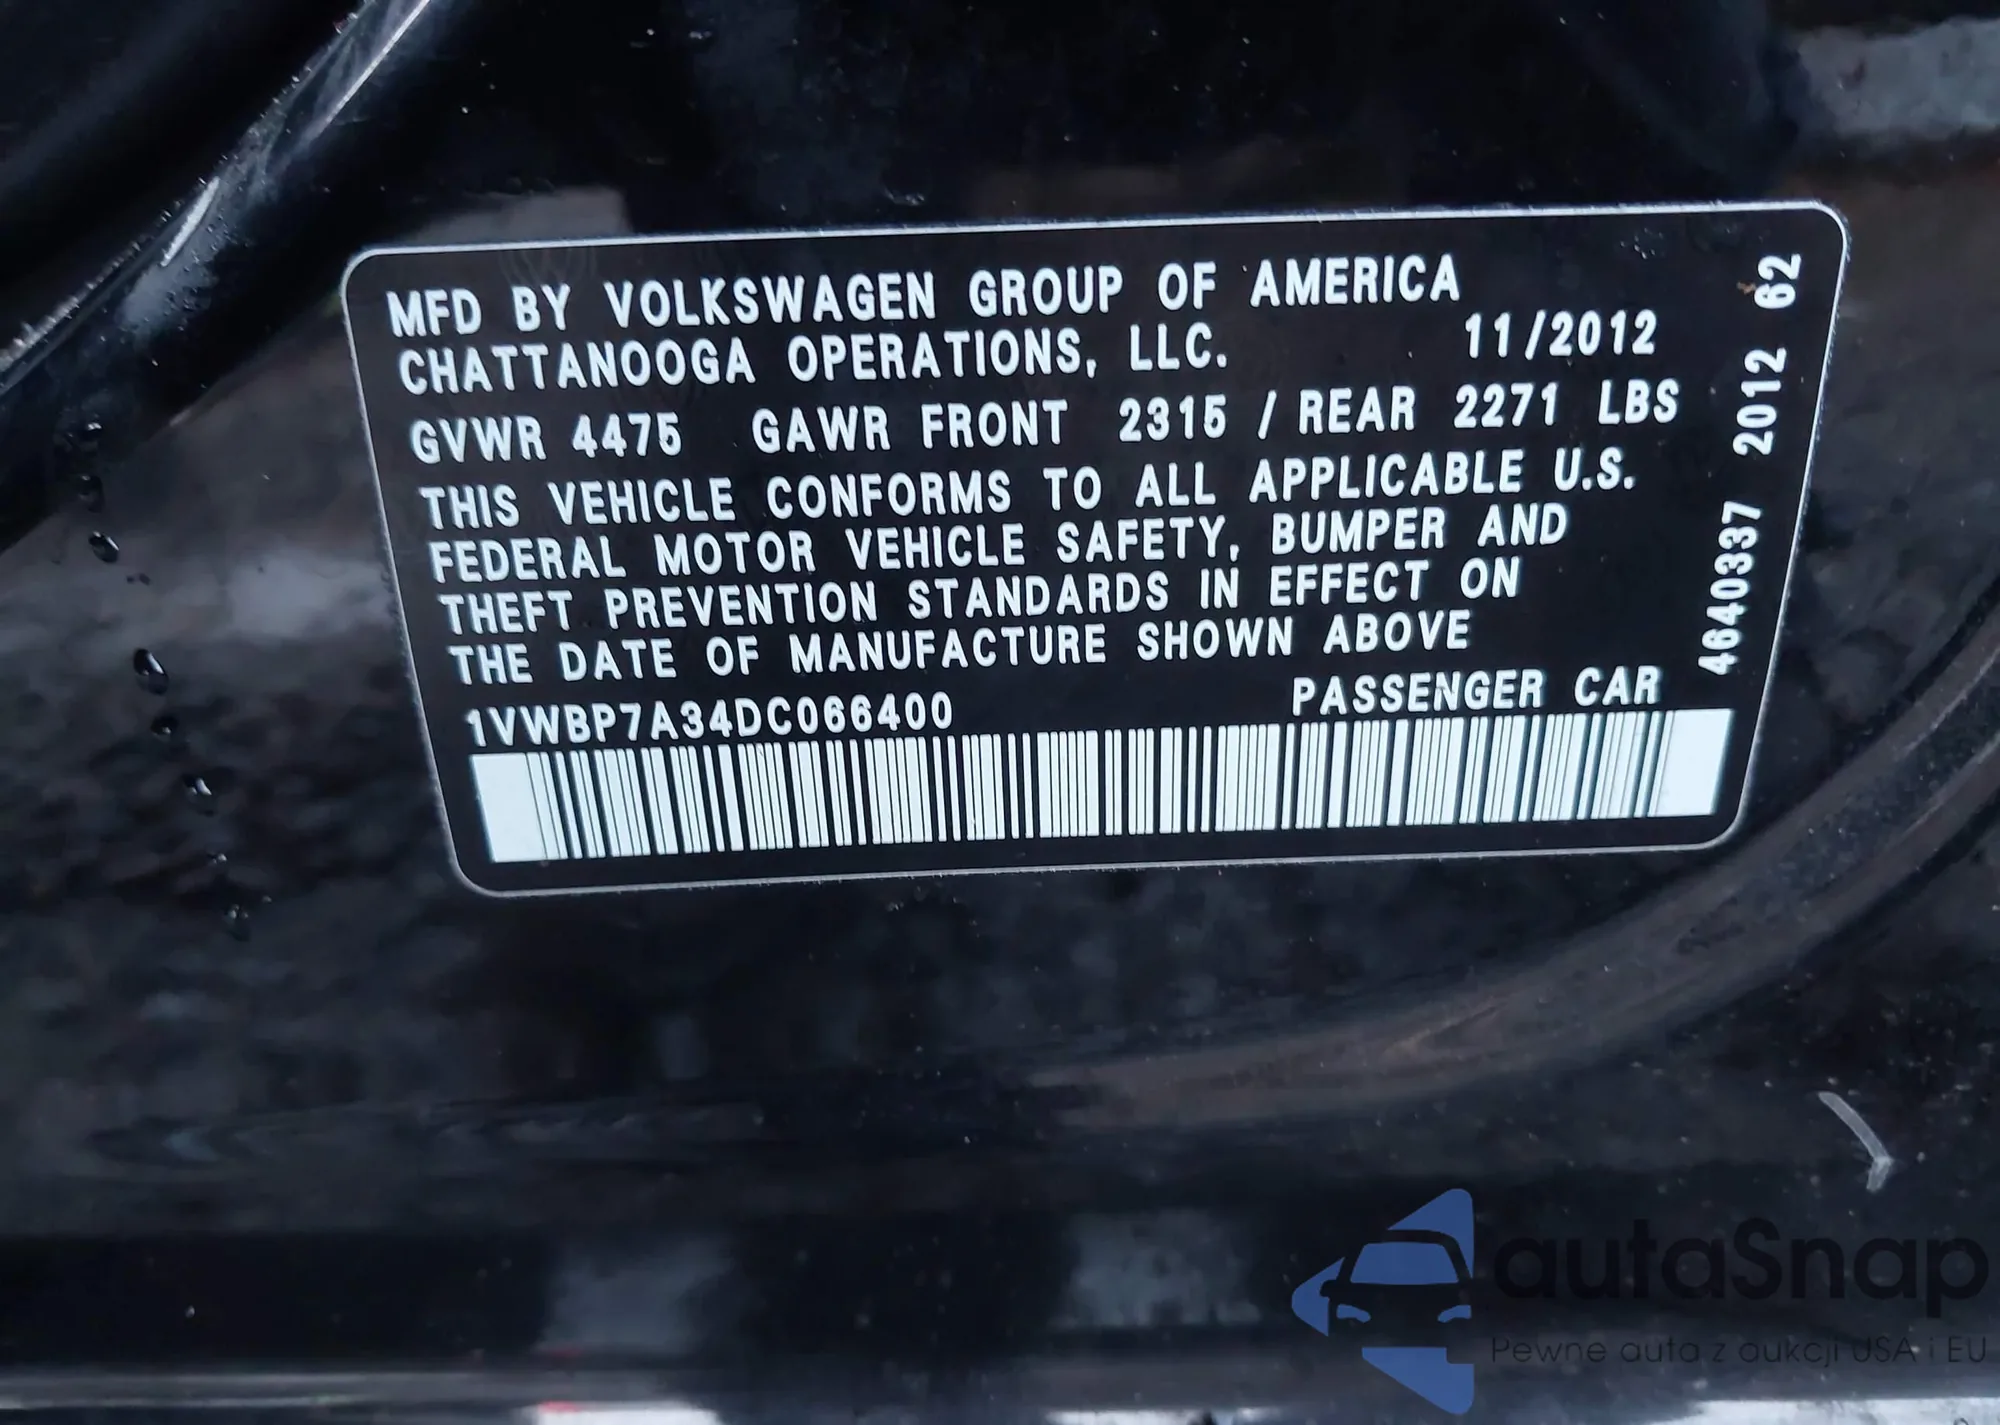 MFD BY VOLKSWAGEN GROUP OF AMERICA
CHATTANOOGA OPERATIONS, LLC. 11/2012
GVWR 4475 GAWR FRONT 2315 / REAR 2271 LBS
THIS VEHICLE CONFORMS TO ALL APPLICABLE U.S.
FEDERAL MOTOR VEHICLE SAFETY, BUMPER AND
THEFT PREVENTION STANDARDS IN EFFECT ON
THE DATE OF MANUFACTURE SHOWN ABOVE
1VWBP7A34DC066400 PASSENGER CAR
4640337 2012 62
autaSnap
Pewne auta z aukcji USA i EU